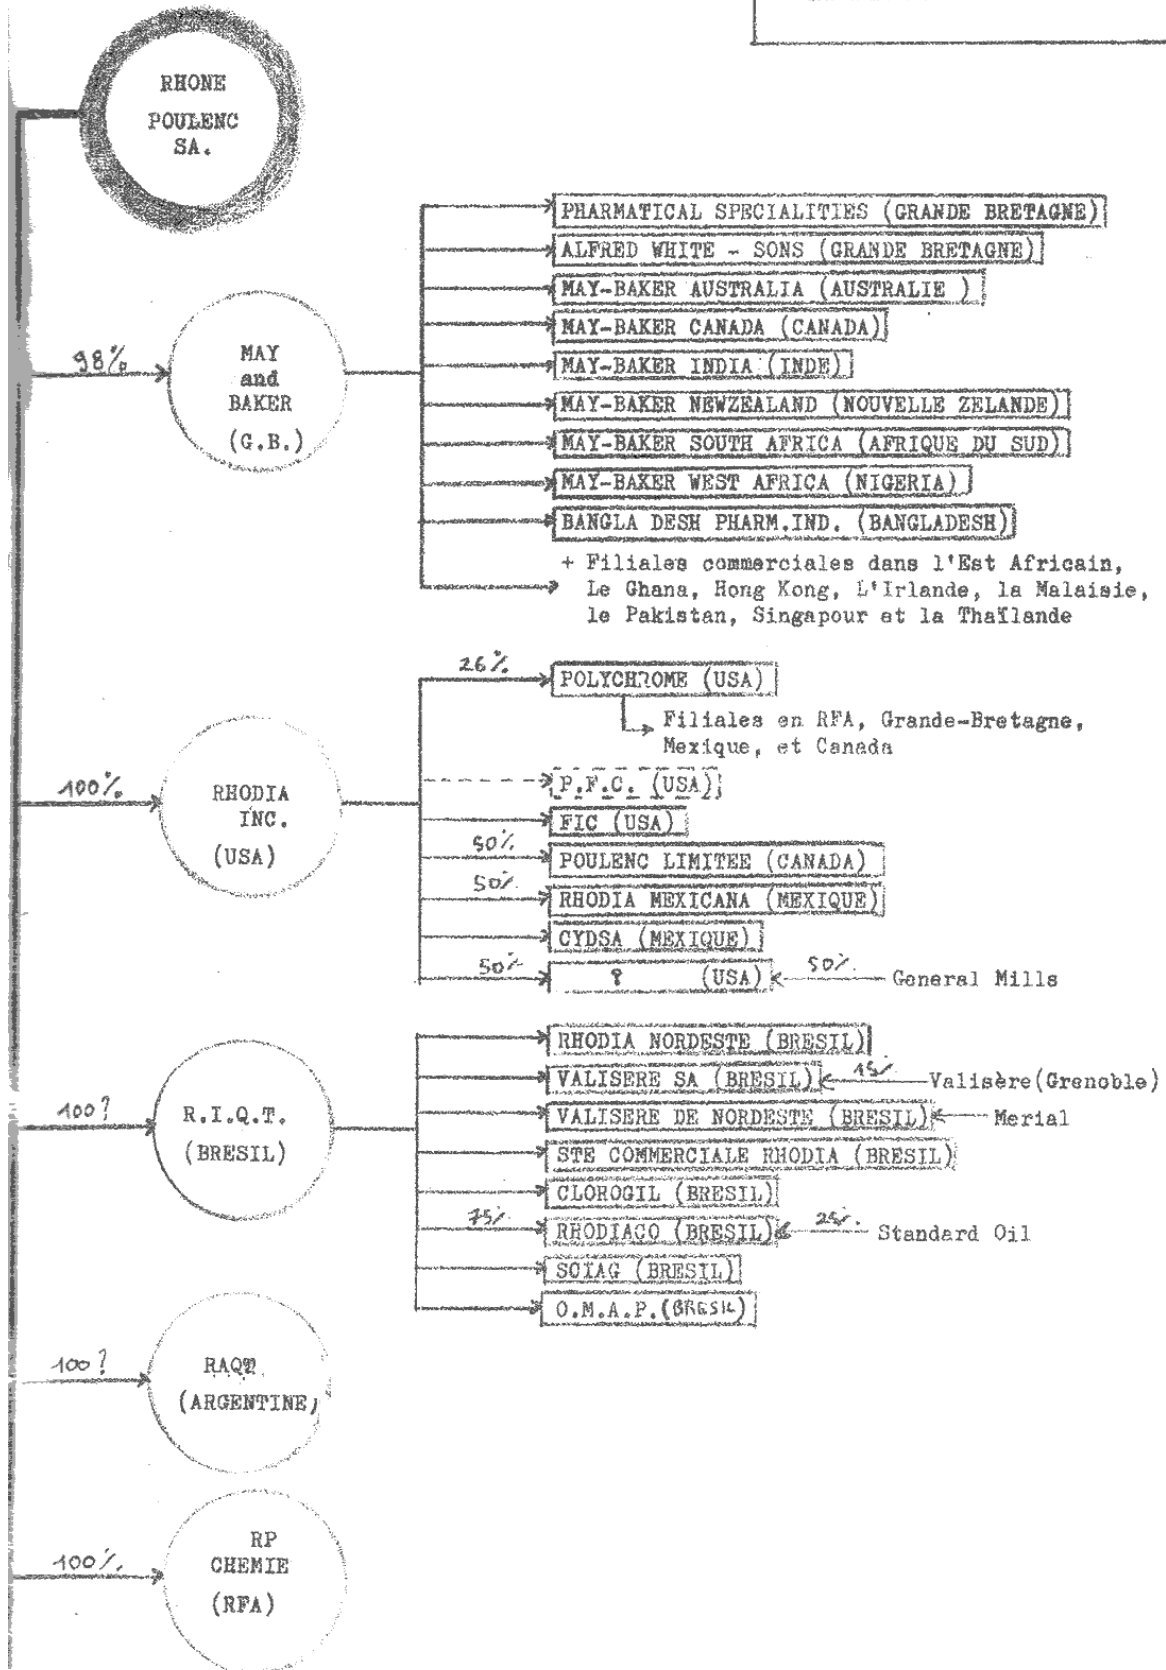 RHONE
POULENC
SA.
PHARMATICAL SPECIALITIES (GRANDE BRETAGNE)
ALFRED WHITE - SONS (GRANDE BRETAGNE)
MAY-BAKER AUSTRALIA (AUSTRALIE )
MAY-BAKER CANADA (CANADA)
98%
MAY
and
BAKER
(G.B.)
MAY-BAKER INDIA (INDE)
MAY-BAKER NEWZEALAND (NOUVELLE ZELANDE)
MAY-BAKER SOUTH AFRICA (AFRIQUE DU SUD)
MAY-BAKER WEST AFRICA (NIGERIA)
BANGLA DESH PHARM.IND. (BANGLADESH)
+ Filiales commerciales dans l'Est Africain,
Le Ghana, Hong Kong, L'Irlande, la Malaisie,
le Pakistan, Singapour et la Thaïlande
26%
POLYCHROME (USA)
Filiales en RFA, Grande-Bretagne,
Mexique, et Canada
100%
RHODIA
INC.
(USA)
P.F.C. (USA)
FIC (USA)
50%
POULENC LIMITEE (CANADA)
50%
RHODIA MEXICANA (MEXIQUE)
CYDSA (MEXIQUE)
50%
? (USA)
50%
General Mills
RHODIA NORDESTE (BRESIL)
VALISERE SA (BRESIL)
Valisère(Grenoble)
100?
R.I.Q.T.
(BRESIL)
VALISERE DE NORDESTE (BRESIL)
Merial
STE COMMERCIALE RHODIA (BRESIL)
CLOROGIL (BRESIL)
75%
RHODIACO (BRESIL)
25%
Standard Oil
SCIAG (BRESIL)
O.M.A.P.(BRESIL)
100?
(ARGENTINE)
100%
RP
CHEMIE
(RFA)